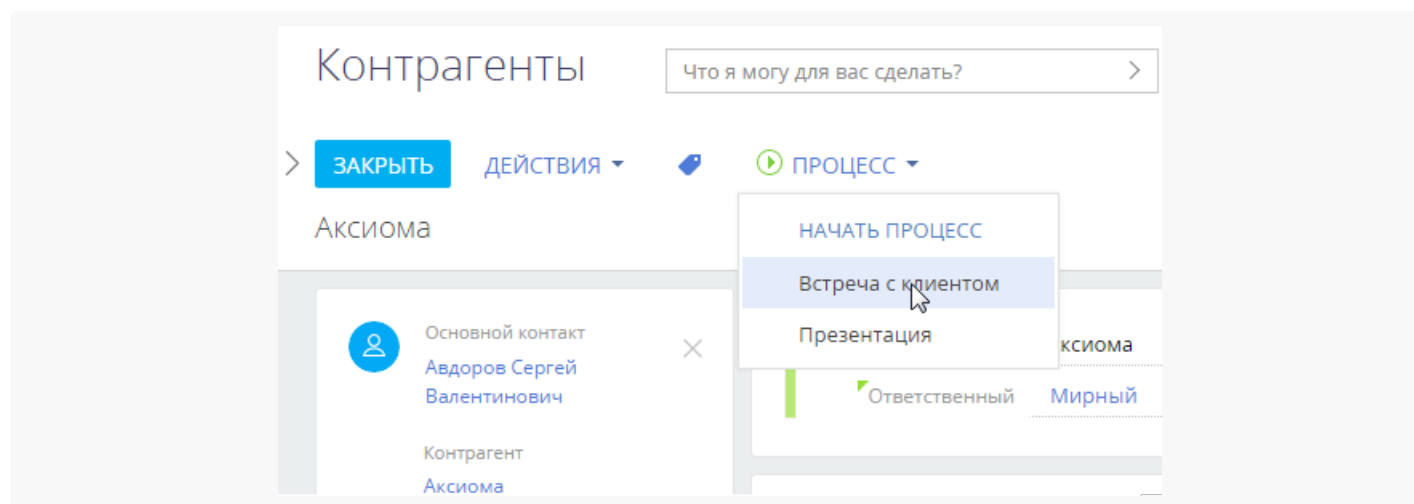 Контрагенты
Что я могу для вас сделать?
ЗАКРЫТЬ ДЕЙСТВИЯ ПРОЦЕСС
Аксиома
НАЧАТЬ ПРОЦЕСС
Встреча с клиентом
Презентация
Основной контакт
Авдоров Сергей
Валентинович
Контрагент
Аксиома
ксиома
Ответственный Мирный